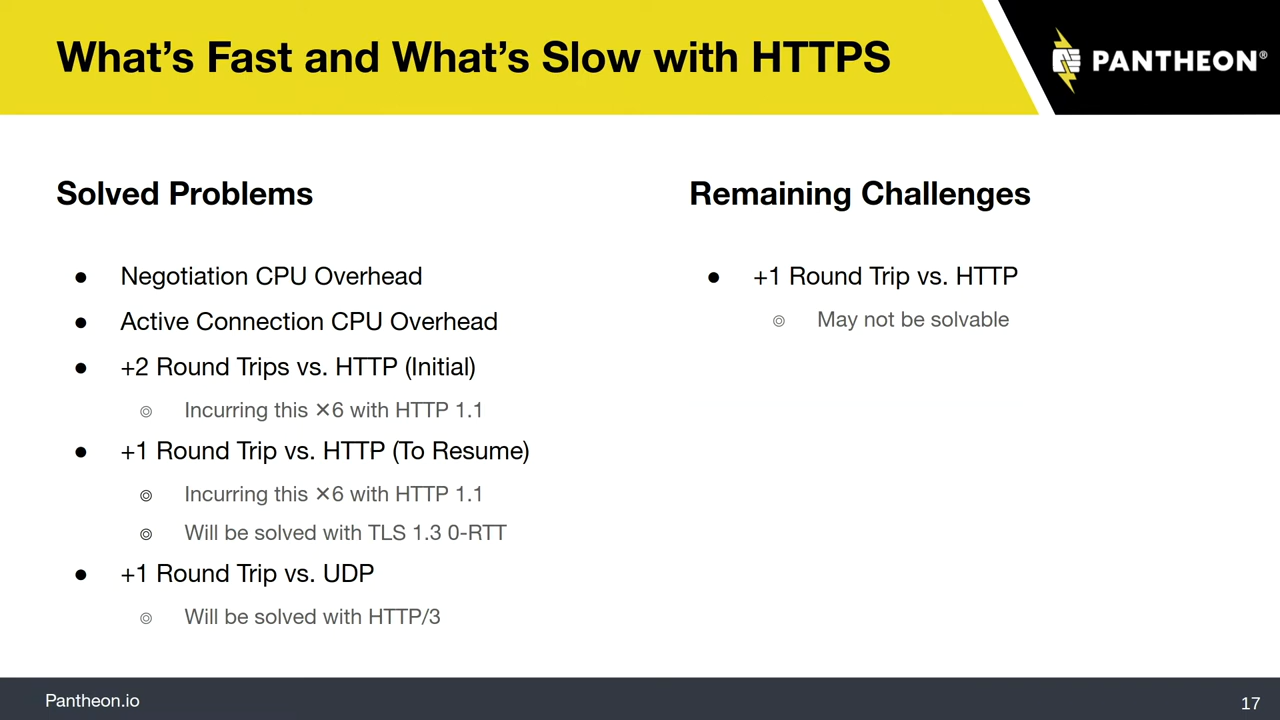 What's Fast and What's Slow with HTTPS
PANTHEON®
Solved Problems
● Negotiation CPU Overhead
● Active Connection CPU Overhead
● +2 Round Trips vs. HTTP (Initial)
◎ Incurring this ×6 with HTTP 1.1
● +1 Round Trip vs. HTTP (To Resume)
◎ Incurring this ×6 with HTTP 1.1
◎ Will be solved with TLS 1.3 0-RTT
● +1 Round Trip vs. UDP
◎ Will be solved with HTTP/3
Remaining Challenges
● +1 Round Trip vs. HTTP
◎ May not be solvable
Pantheon.io
17